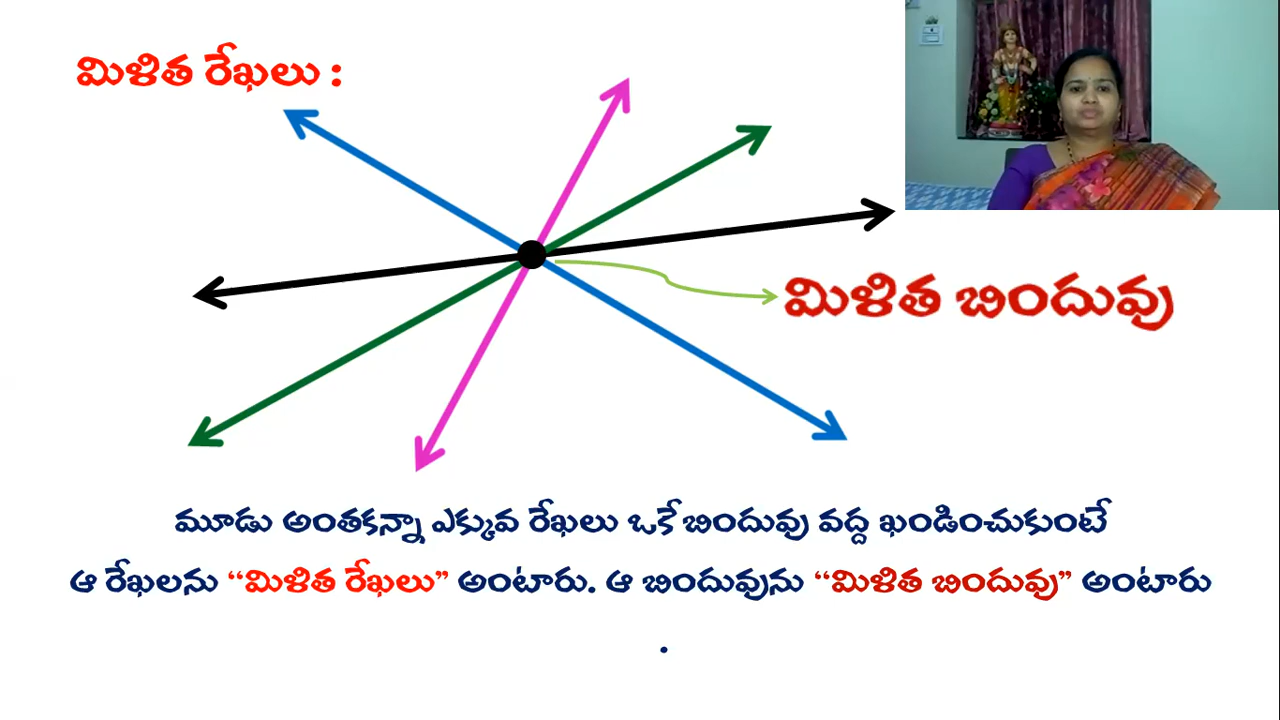 మిళిత రేఖలు :
మిళిత బిందువు
మూడు అంతకన్నా ఎక్కువ రేఖలు ఒకే బిందువు వద్ద ఖండించుకుంటే
ఆ రేఖలను “మిళిత రేఖలు” అంటారు. ఆ బిందువును “మిళిత బిందువు” అంటారు
.